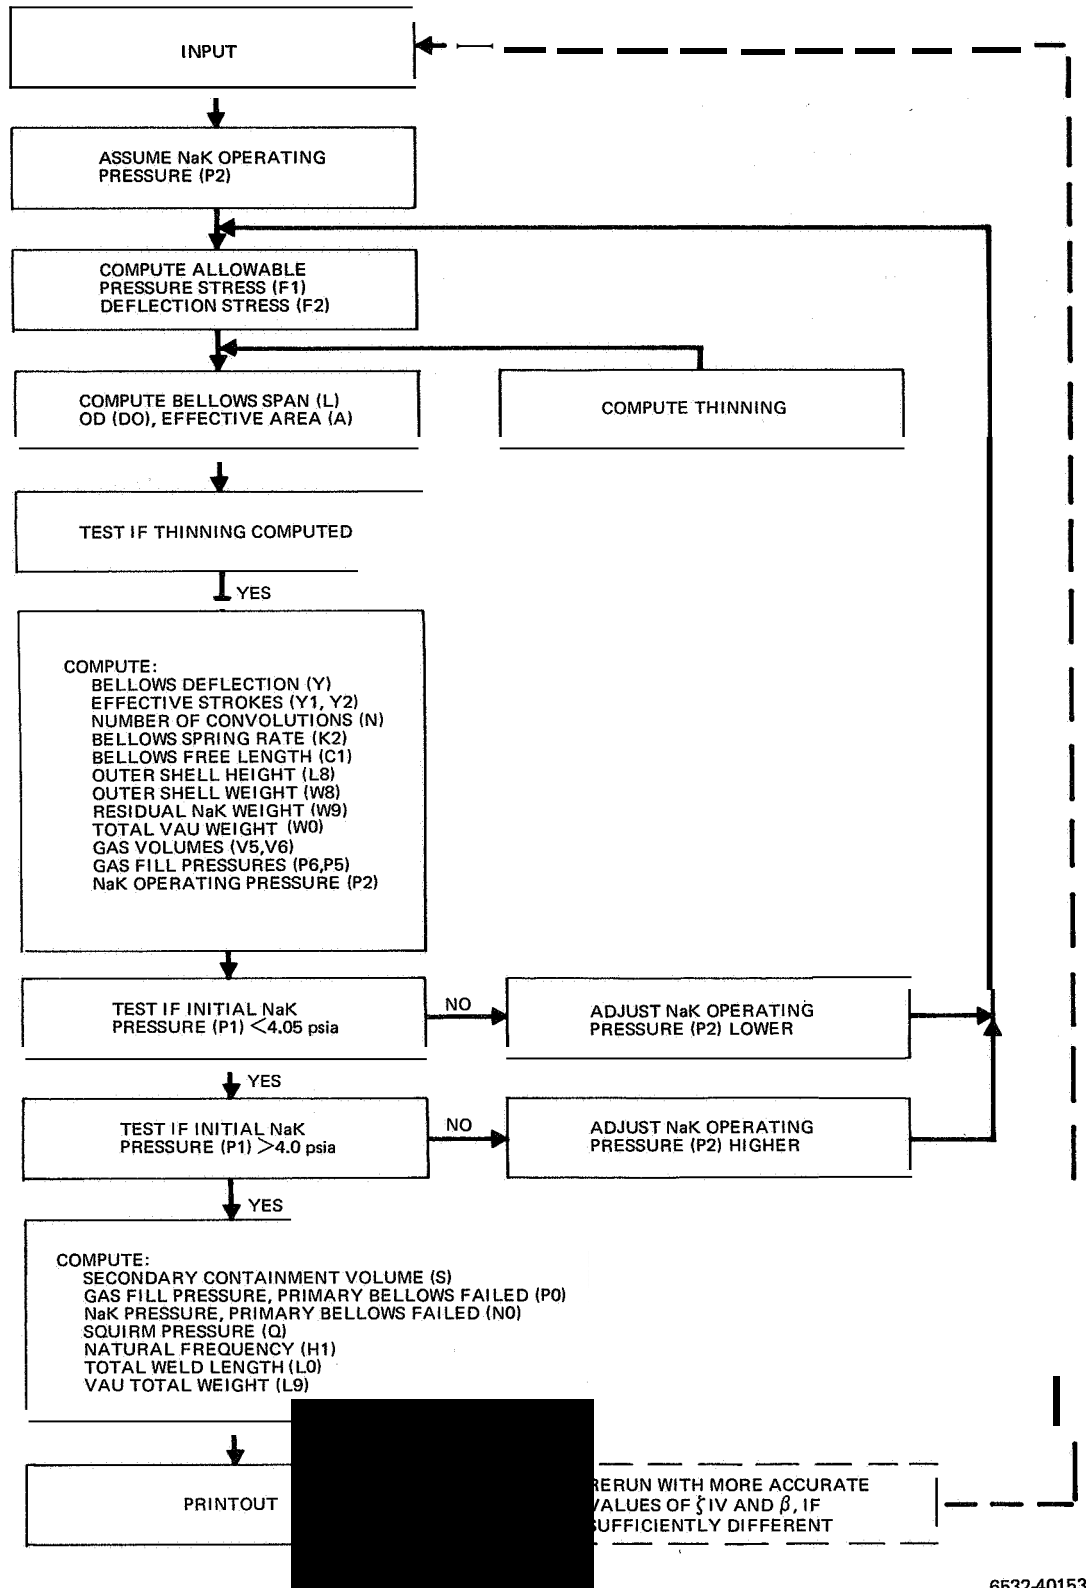 INPUT
ASSUME NaK OPERATING
PRESSURE (P2)
COMPUTE ALLOWABLE
PRESSURE STRESS (F1)
DEFLECTION STRESS (F2)
COMPUTE BELLOWS SPAN (L)
OD (DO), EFFECTIVE AREA (A)
COMPUTE THINNING
TEST IF THINNING COMPUTED
YES
COMPUTE:
BELLOWS DEFLECTION (Y)
EFFECTIVE STROKES (Y1, Y2)
NUMBER OF CONVOLUTIONS (N)
BELLOWS SPRING RATE (K2)
BELLOWS FREE LENGTH (C1)
OUTER SHELL HEIGHT (L8)
OUTER SHELL WEIGHT (W8)
RESIDUAL NaK WEIGHT (W9)
TOTAL VAU WEIGHT (W0)
GAS VOLUMES (V5,V6)
GAS FILL PRESSURES (P6,P5)
NaK OPERATING PRESSURE (P2)
TEST IF INITIAL NaK
PRESSURE (P1) <4.05 psia
NO
ADJUST NaK OPERATING
PRESSURE (P2) LOWER
YES
TEST IF INITIAL NaK
PRESSURE (P1) >4.0 psia
NO
ADJUST NaK OPERATING
PRESSURE (P2) HIGHER
YES
COMPUTE:
SECONDARY CONTAINMENT VOLUME (S)
GAS FILL PRESSURE, PRIMARY BELLOWS FAILED (P0)
NaK PRESSURE, PRIMARY BELLOWS FAILED (N0)
SQUIRM PRESSURE (Q)
NATURAL FREQUENCY (H1)
TOTAL WELD LENGTH (L0)
VAU TOTAL WEIGHT (L9)
PRINTOUT
RERUN WITH MORE ACCURATE
VALUES OF ζ IV AND β, IF
SUFFICIENTLY DIFFERENT
6532-40153